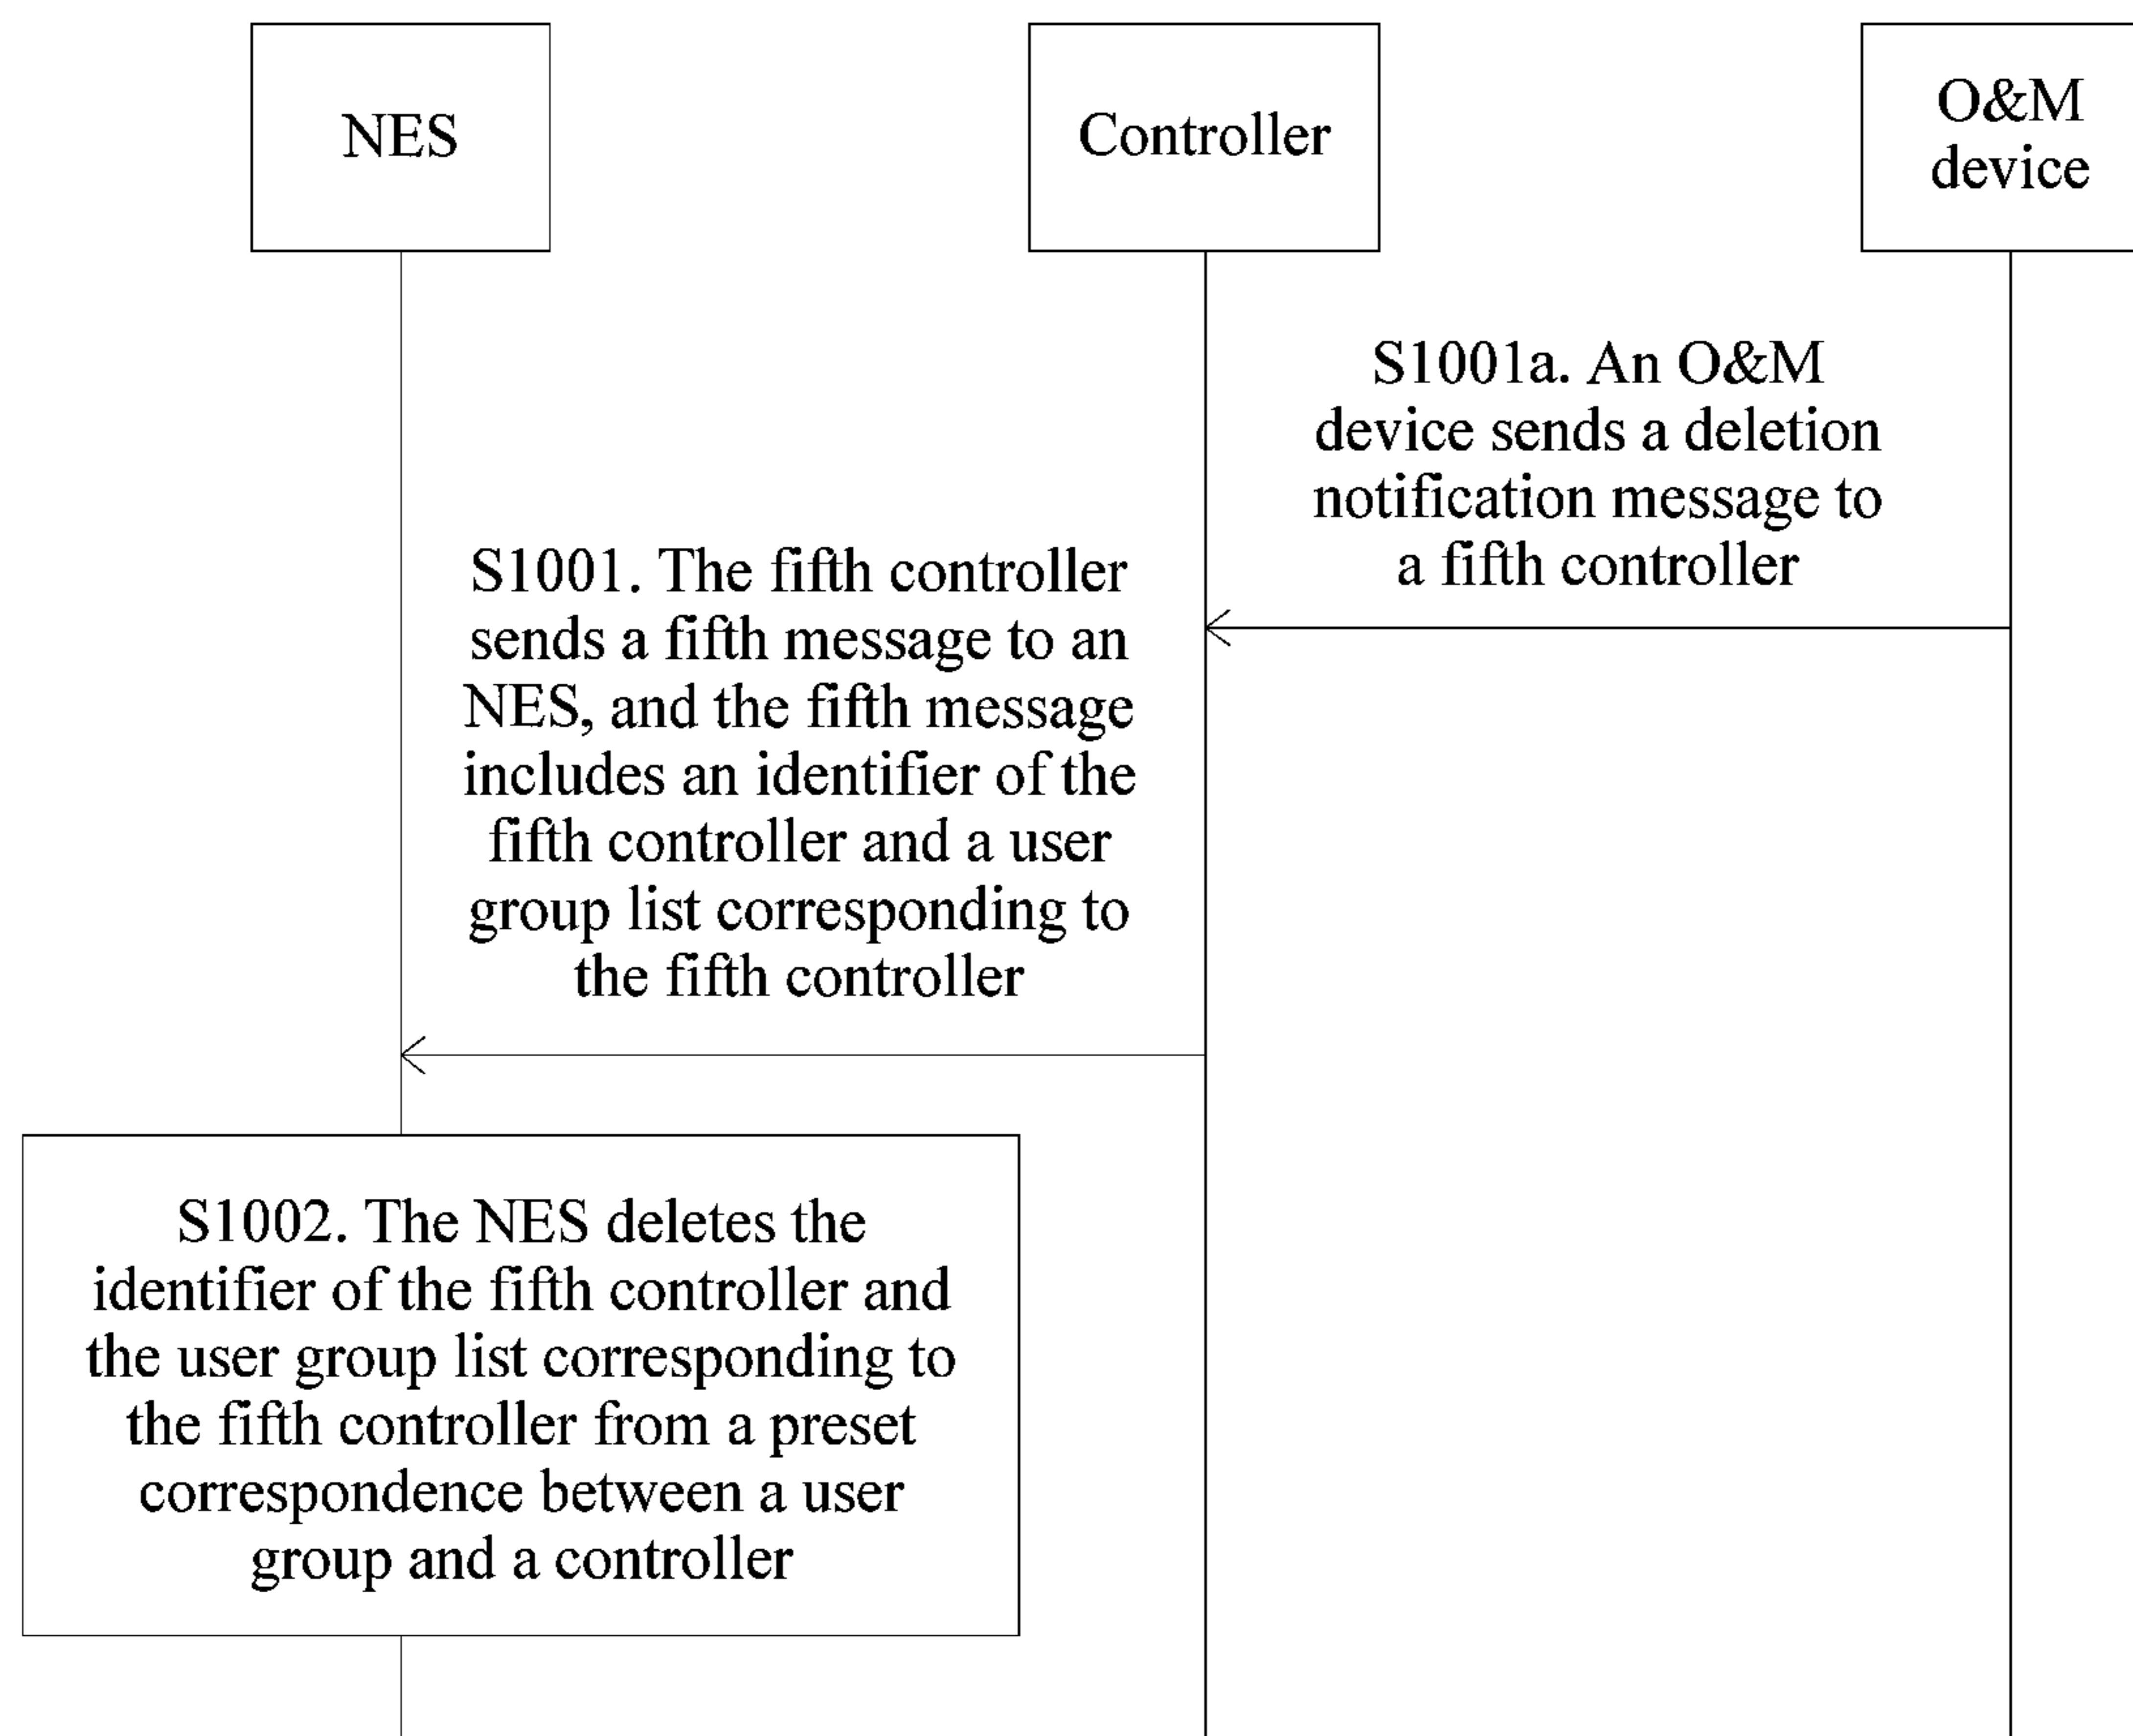 NES
Controller
O&M
device
S1001a. An O&M
device sends a deletion
notification message to
a fifth controller
S1001. The fifth controller
sends a fifth message to an
NES, and the fifth message
includes an identifier of the
fifth controller and a user
group list corresponding to
the fifth controller
S1002. The NES deletes the
identifier of the fifth controller and
the user group list corresponding to
the fifth controller from a preset
correspondence between a user
group and a controller